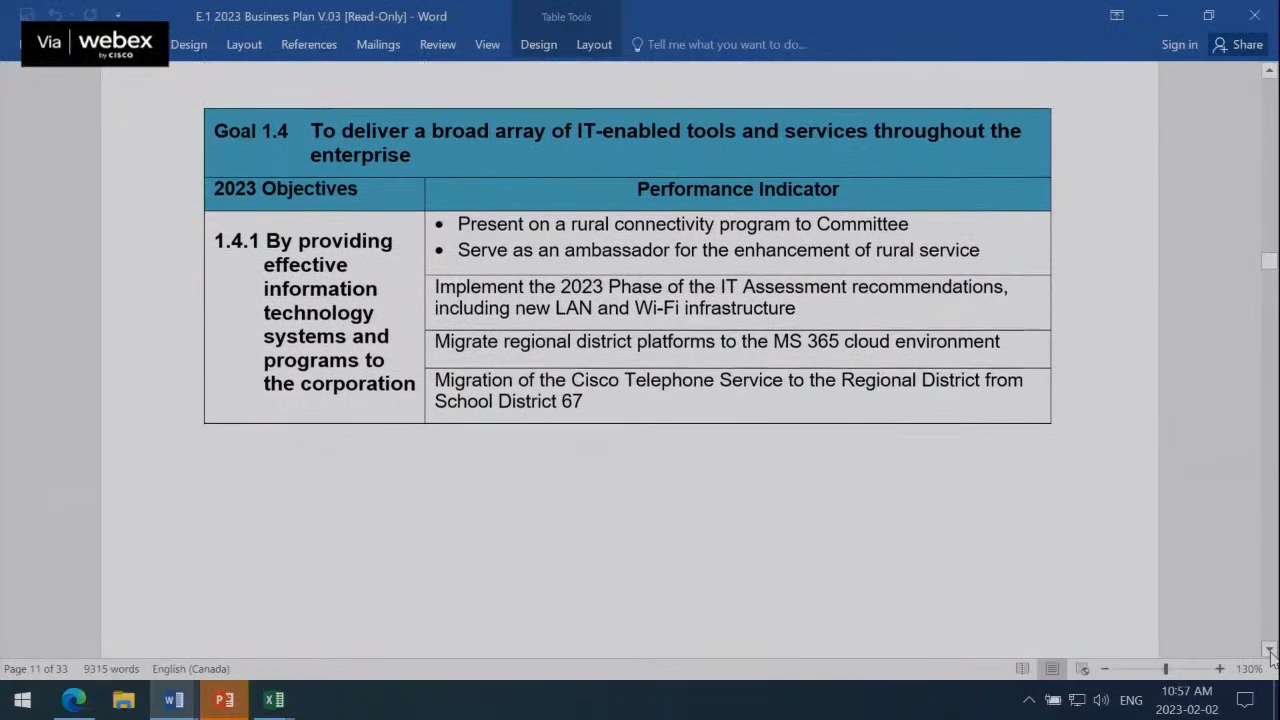 E.1 2023 Business Plan V.03 [Read-Only] - Word
Table Tools
Via webex
by CISCO
Design Layout References Mailings Review View Design Layout Tell me what you want to do... Sign in Share
Goal 1.4 To deliver a broad array of IT-enabled tools and services throughout the
enterprise
2023 Objectives Performance Indicator
1.4.1 By providing
effective
information
technology
systems and
programs to
the corporation
• Present on a rural connectivity program to Committee
• Serve as an ambassador for the enhancement of rural service
Implement the 2023 Phase of the IT Assessment recommendations,
including new LAN and Wi-Fi infrastructure
Migrate regional district platforms to the MS 365 cloud environment
Migration of the Cisco Telephone Service to the Regional District from
School District 67
Page 11 of 33 9315 words English (Canada) 130%
ENG
10:57 AM
2023-02-02